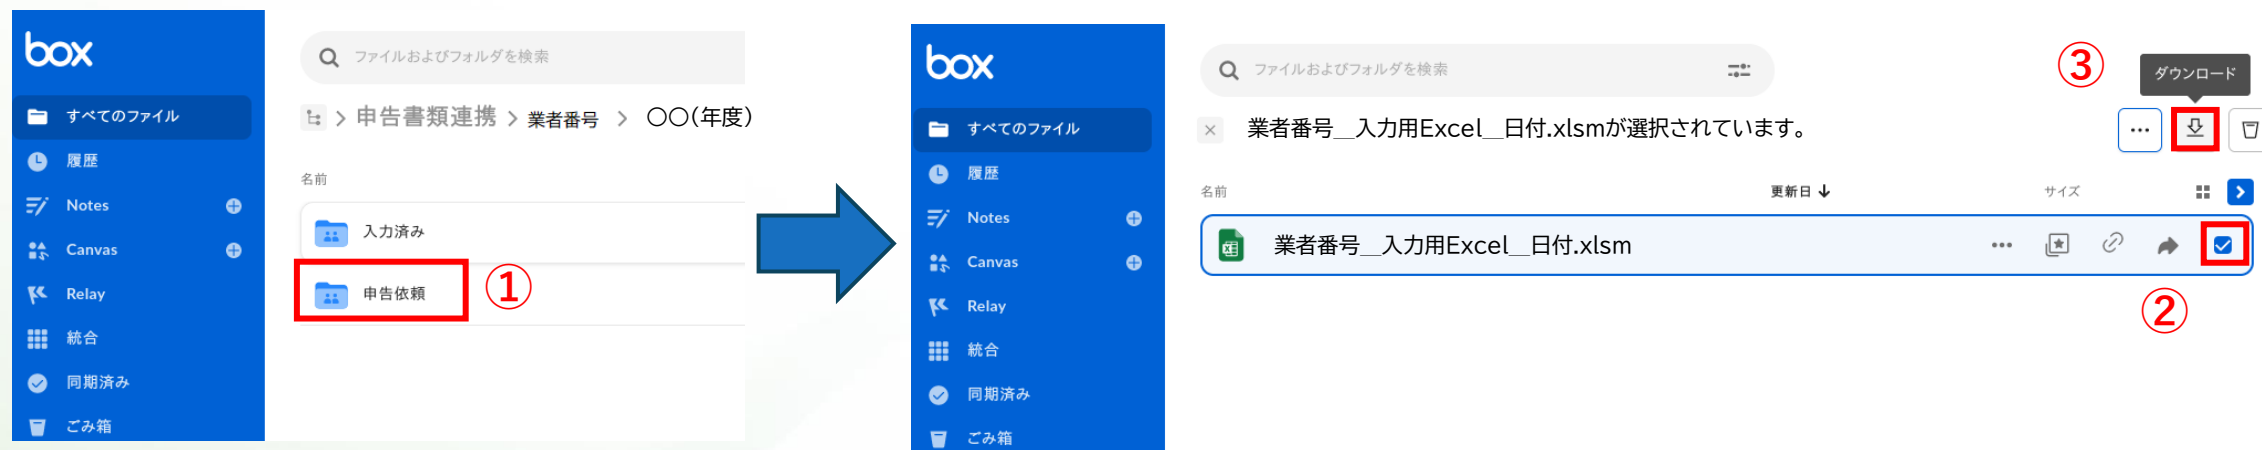 box
ファイルおよびフォルダを検索
すべてのファイル
申告書類連携 > 業者番号 > 〇〇(年度)
履歴
名前
Notes
入力済み
Canvas
申告依頼
①
Relay
統合
同期済み
ごみ箱
box
ファイルおよびフォルダを検索
③
ダウンロード
すべてのファイル
業者番号__入力用Excel__日付.xlsmが選択されています。
履歴
名前
更新日
サイズ
Notes
業者番号__入力用Excel__日付.xlsm
Canvas
Relay
②
統合
同期済み
ごみ箱